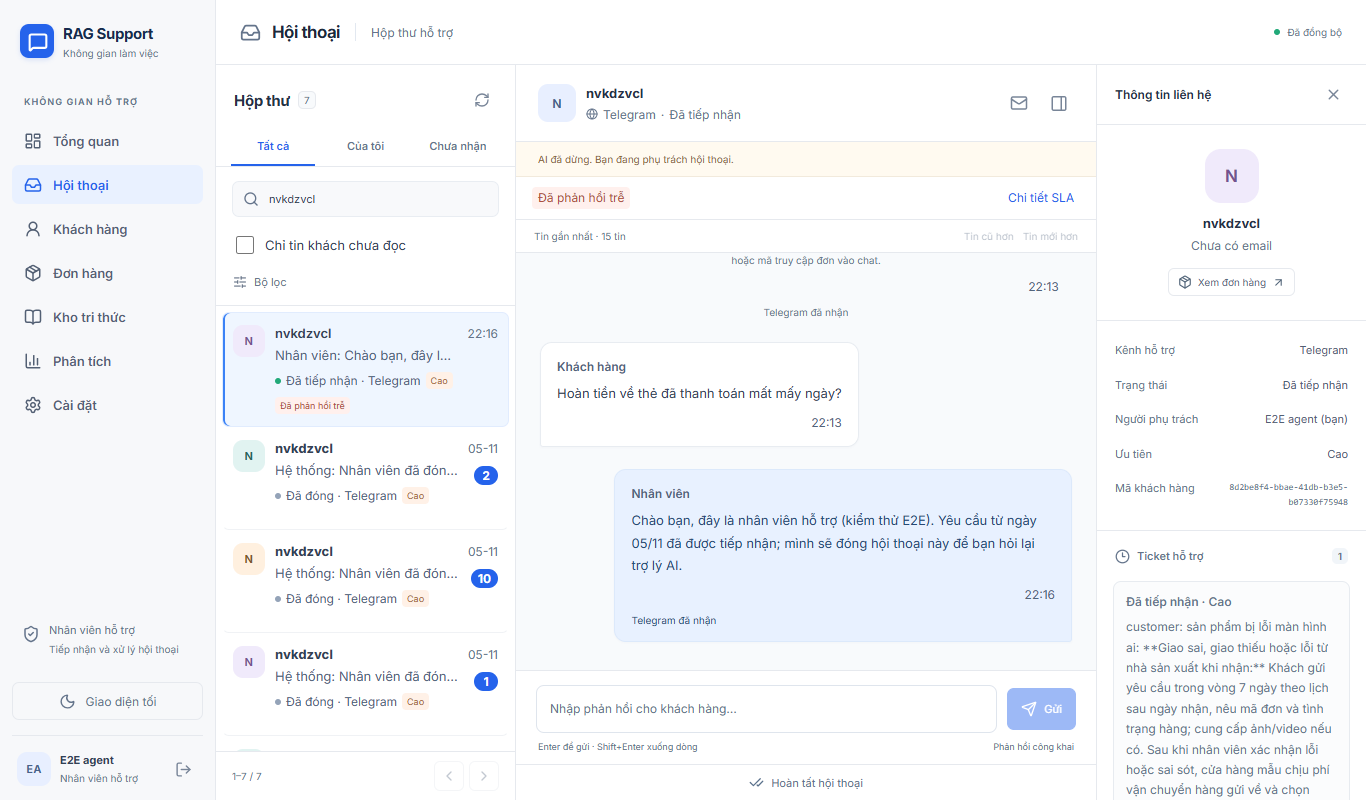 RAG Support
Không gian làm việc
KHÔNG GIAN HỖ TRỢ
Tổng quan
Hội thoại
Khách hàng
Đơn hàng
Kho tri thức
Phân tích
Cài đặt
Nhân viên hỗ trợ
Tiếp nhận và xử lý hội thoại
Giao diện tối
EA
E2E agent
Nhân viên hỗ trợ
Hội thoại
Hộp thư hỗ trợ
Đã đồng bộ
Hộp thư 7
Tất cả
Của tôi
Chưa nhận
nvkdzvcl
Chỉ tin khách chưa đọc
Bộ lọc
N
nvkdzvcl
22:16
Nhân viên: Chào bạn, đây l...
Đã tiếp nhận · Telegram Cao
Đã phản hồi trễ
N
nvkdzvcl
05-11
Hệ thống: Nhân viên đã đón...
2
Đã đóng · Telegram Cao
N
nvkdzvcl
05-11
Hệ thống: Nhân viên đã đón...
10
Đã đóng · Telegram Cao
N
nvkdzvcl
05-11
Hệ thống: Nhân viên đã đón...
1
Đã đóng · Telegram Cao
1–7 / 7
N
nvkdzvcl
Telegram · Đã tiếp nhận
AI đã dừng. Bạn đang phụ trách hội thoại.
Đã phản hồi trễ
Chi tiết SLA
Tin gần nhất · 15 tin
Tin cũ hơn
Tin mới hơn
hoặc mã truy cập đơn vào chat.
22:13
Telegram đã nhận
Khách hàng
Hoàn tiền về thẻ đã thanh toán mất mấy ngày?
22:13
Nhân viên
Chào bạn, đây là nhân viên hỗ trợ (kiểm thử E2E). Yêu cầu từ ngày
05/11 đã được tiếp nhận; mình sẽ đóng hội thoại này để bạn hỏi lại
trợ lý AI.
22:16
Telegram đã nhận
Nhập phản hồi cho khách hàng...
Gửi
Enter để gửi · Shift+Enter xuống dòng
Phản hồi công khai
Hoàn tất hội thoại
Thông tin liên hệ
N
nvkdzvcl
Chưa có email
Xem đơn hàng
Kênh hỗ trợ
Telegram
Trạng thái
Đã tiếp nhận
Người phụ trách
E2E agent (bạn)
Ưu tiên
Cao
Mã khách hàng
8d2be8f4-bbae-41db-b3e5-
b07330f75948
Ticket hỗ trợ
1
Đã tiếp nhận · Cao
customer: sản phẩm bị lỗi màn hình
ai: **Giao sai, giao thiếu hoặc lỗi từ
nhà sản xuất khi nhận:** Khách gửi
yêu cầu trong vòng 7 ngày theo lịch
sau ngày nhận, nêu mã đơn và tình
trạng hàng; cung cấp ảnh/video nếu
có. Sau khi nhân viên xác nhận lỗi
hoặc sai sót, cửa hàng mẫu chịu phí
vận chuyển hàng gửi về và chọn